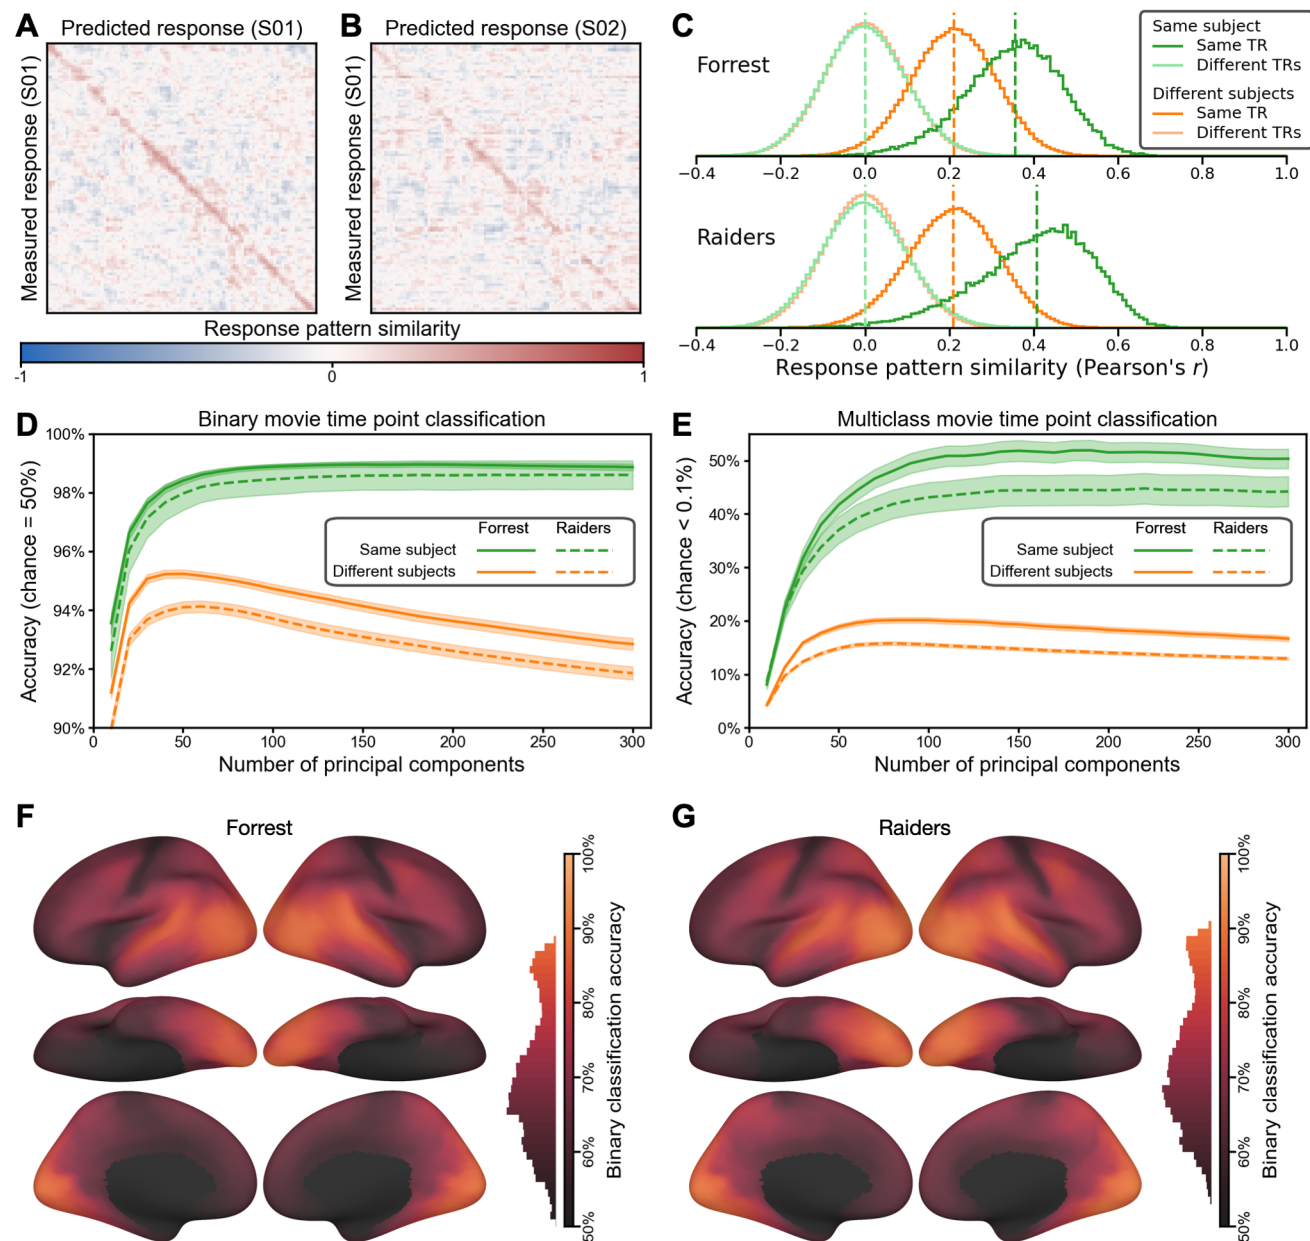 A
Predicted response (S01)
Measured response (S01)
B
Predicted response (S02)
Measured response (S01)
Response pattern similarity
-1 0 1
C
Forrest
Same subject
Same TR
Different TRs
Different subjects
Same TR
Different TRs
−0.4 −0.2 0.0 0.2 0.4 0.6 0.8 1.0
Raiders
−0.4 −0.2 0.0 0.2 0.4 0.6 0.8 1.0
Response pattern similarity (Pearson's r)
D
Binary movie time point classification
Accuracy (chance = 50%)
100%
98%
96%
94%
92%
90%
Forrest Raiders
Same subject
Different subjects
0 50 100 150 200 250 300
Number of principal components
E
Multiclass movie time point classification
Accuracy (chance < 0.1%)
50%
40%
30%
20%
10%
0%
Forrest Raiders
Same subject
Different subjects
0 50 100 150 200 250 300
Number of principal components
F
Forrest
Binary classification accuracy
100%
90%
80%
70%
60%
50%
G
Raiders
Binary classification accuracy
100%
90%
80%
70%
60%
50%